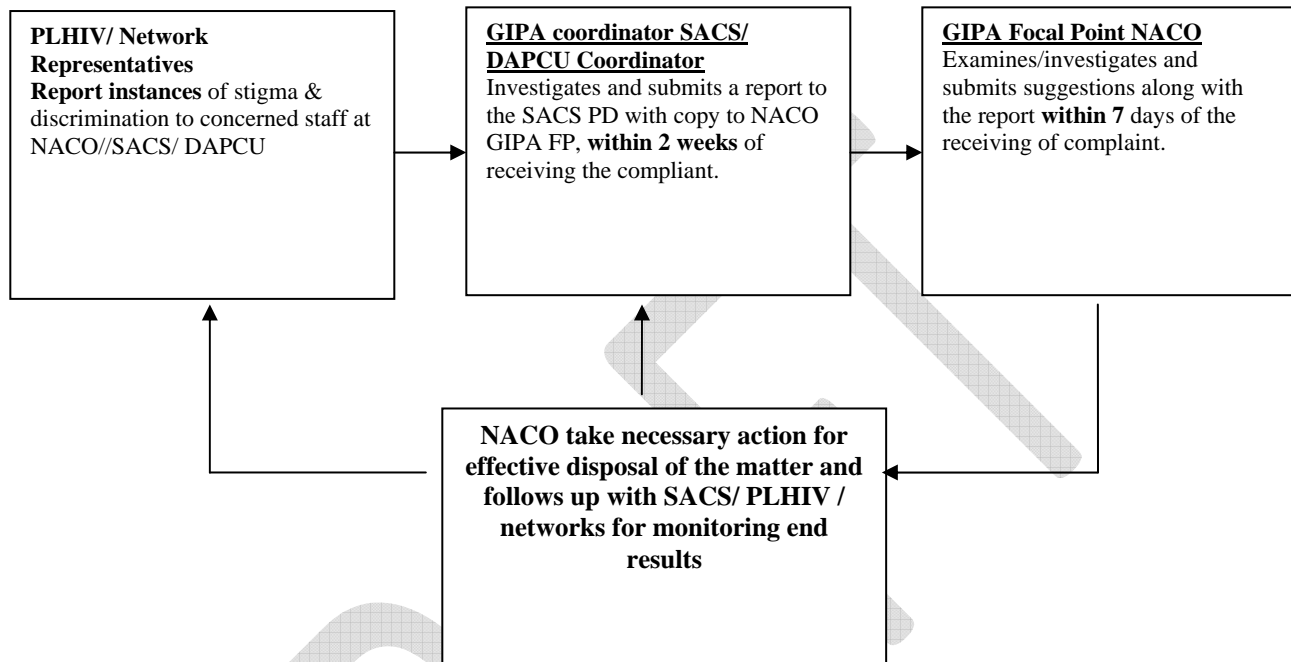 PLHIV/ Network
Representatives
Report instances of stigma &
discrimination to concerned staff at
NACO//SACS/ DAPCU
GIPA coordinator SACS/
DAPCU Coordinator
Investigates and submits a report to
the SACS PD with copy to NACO
GIPA FP, within 2 weeks of
receiving the compliant.
GIPA Focal Point NACO
Examines/investigates and
submits suggestions along with
the report within 7 days of the
receiving of complaint.
NACO take necessary action for
effective disposal of the matter and
follows up with SACS/ PLHIV /
networks for monitoring end
results